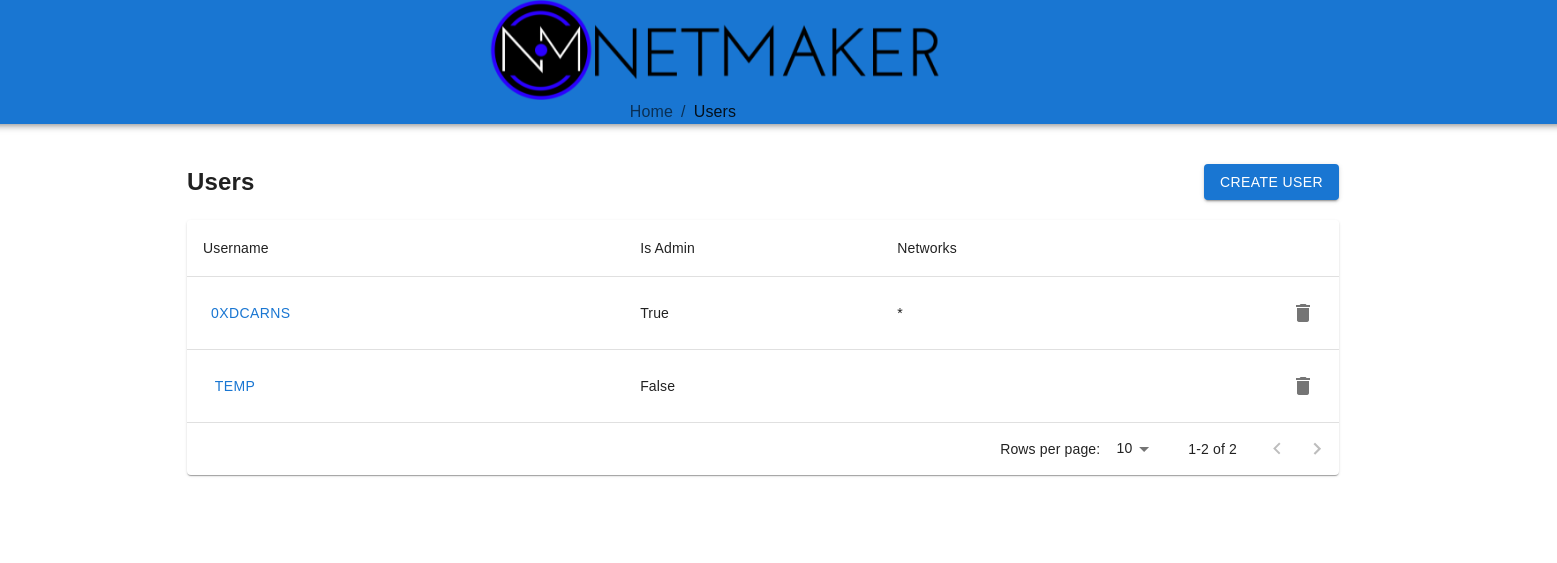 NM NETMAKER
Home / Users
Users CREATE USER
Username Is Admin Networks
0XDCARNS True *
TEMP False
Rows per page: 10 1-2 of 2